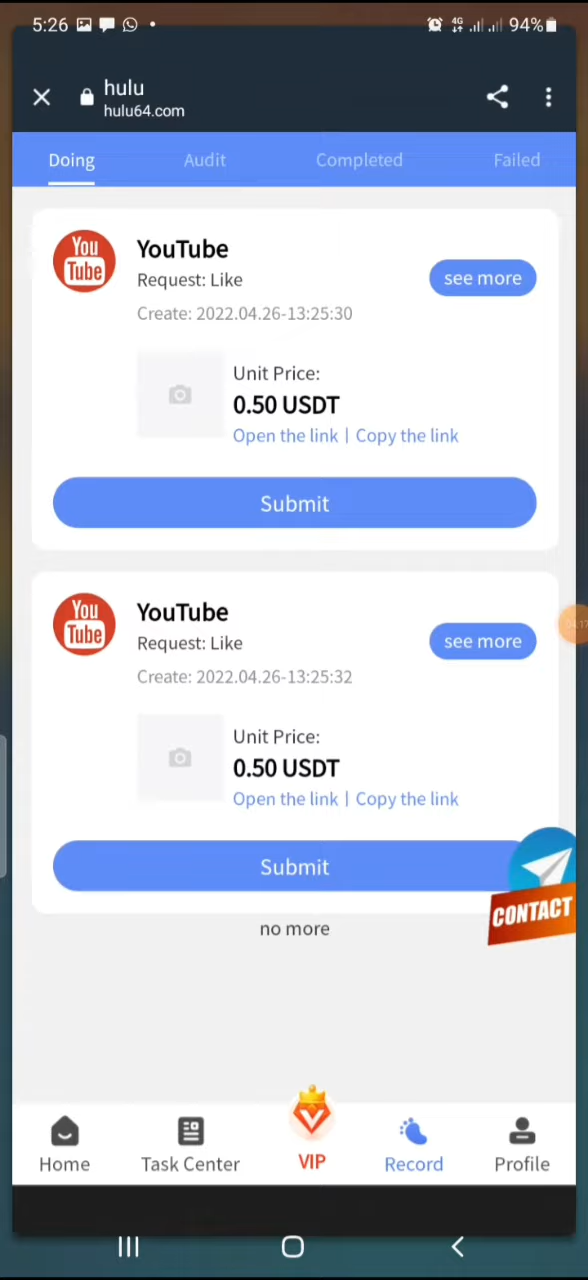 5:26
4G
94%
hulu
hulu64.com
Doing Audit Completed Failed
You
Tube
YouTube
Request: Like
see more
Create: 2022.04.26-13:25:30
Unit Price:
0.50 USDT
Open the link | Copy the link
Submit
You
Tube
YouTube
04:17
Request: Like
see more
Create: 2022.04.26-13:25:32
Unit Price:
0.50 USDT
Open the link | Copy the link
Submit
CONTACT
no more
Home Task Center VIP Record Profile